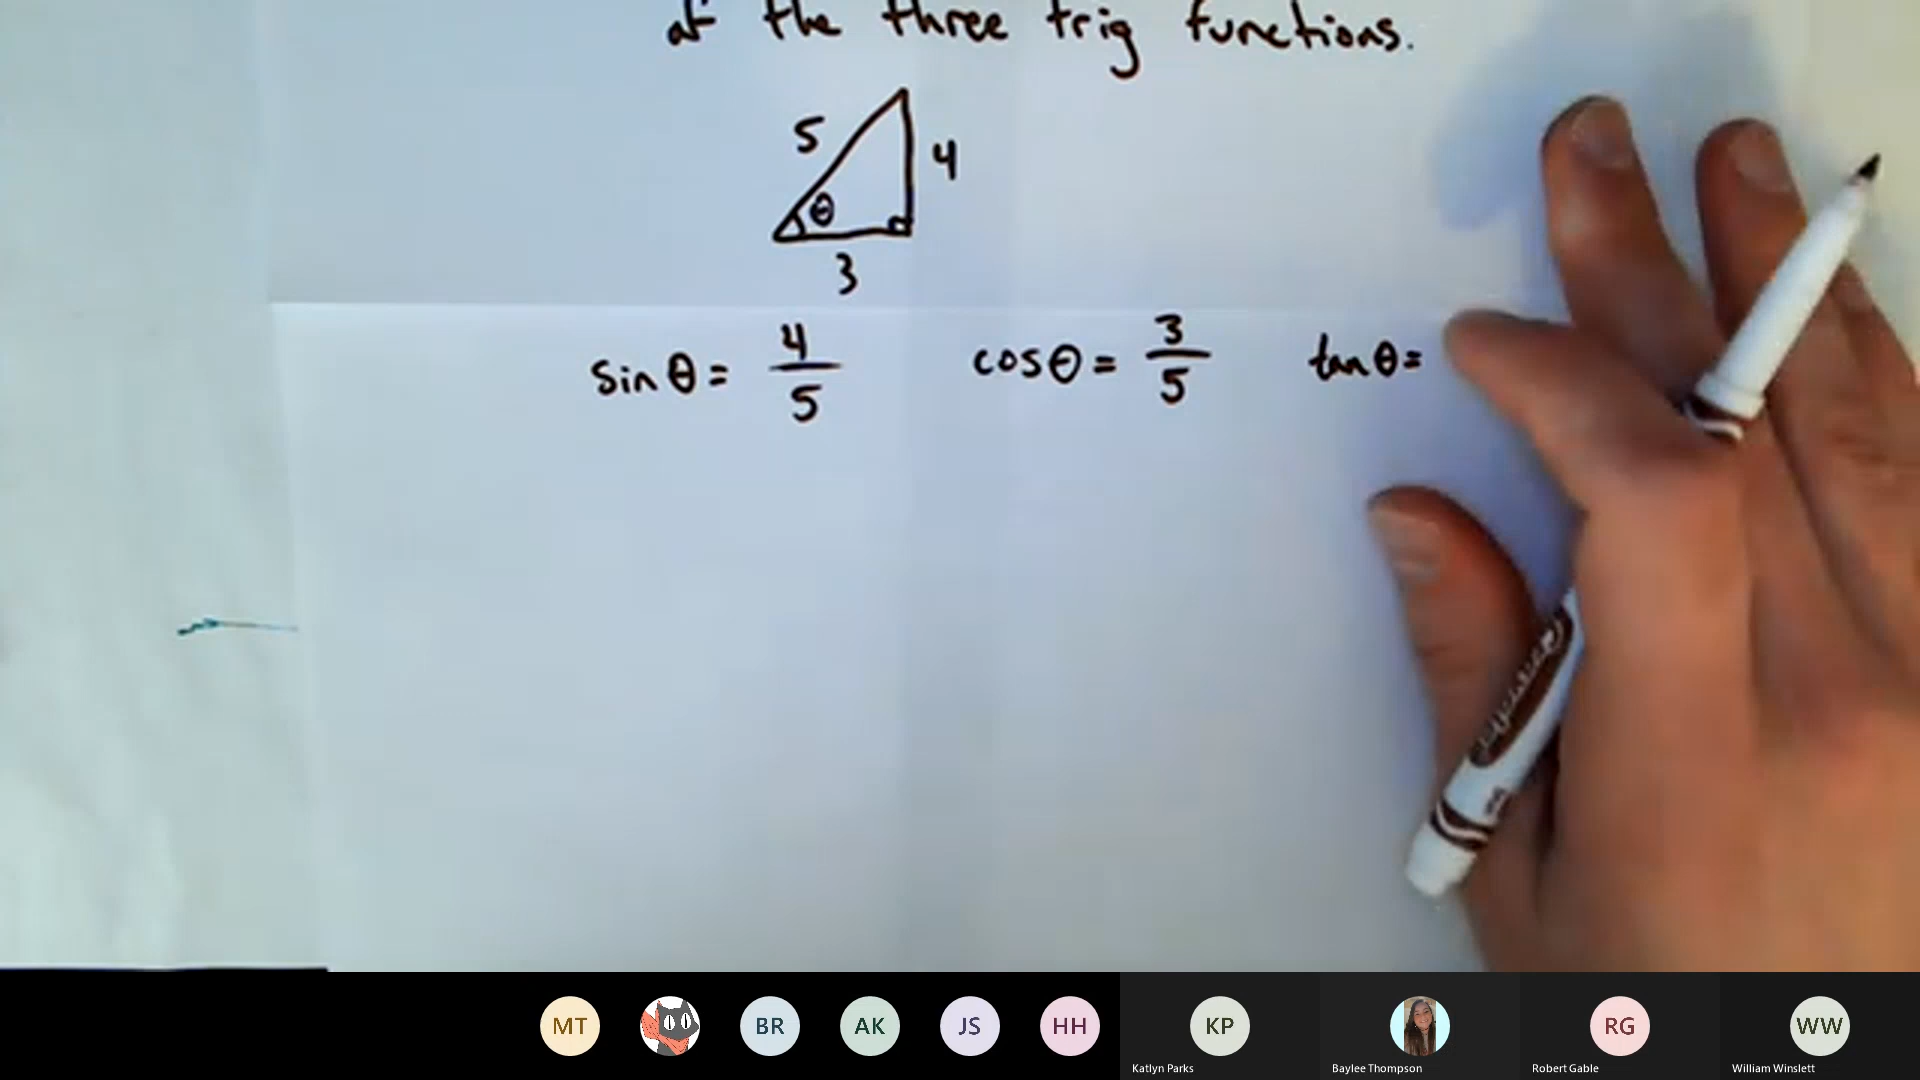 of the three trig functions.
5
4
θ
3
sin θ = 4/5 cos θ = 3/5 tan θ =
MT BR AK JS HH KP RG WW
Katlyn Parks Baylee Thompson Robert Gable William Winslett